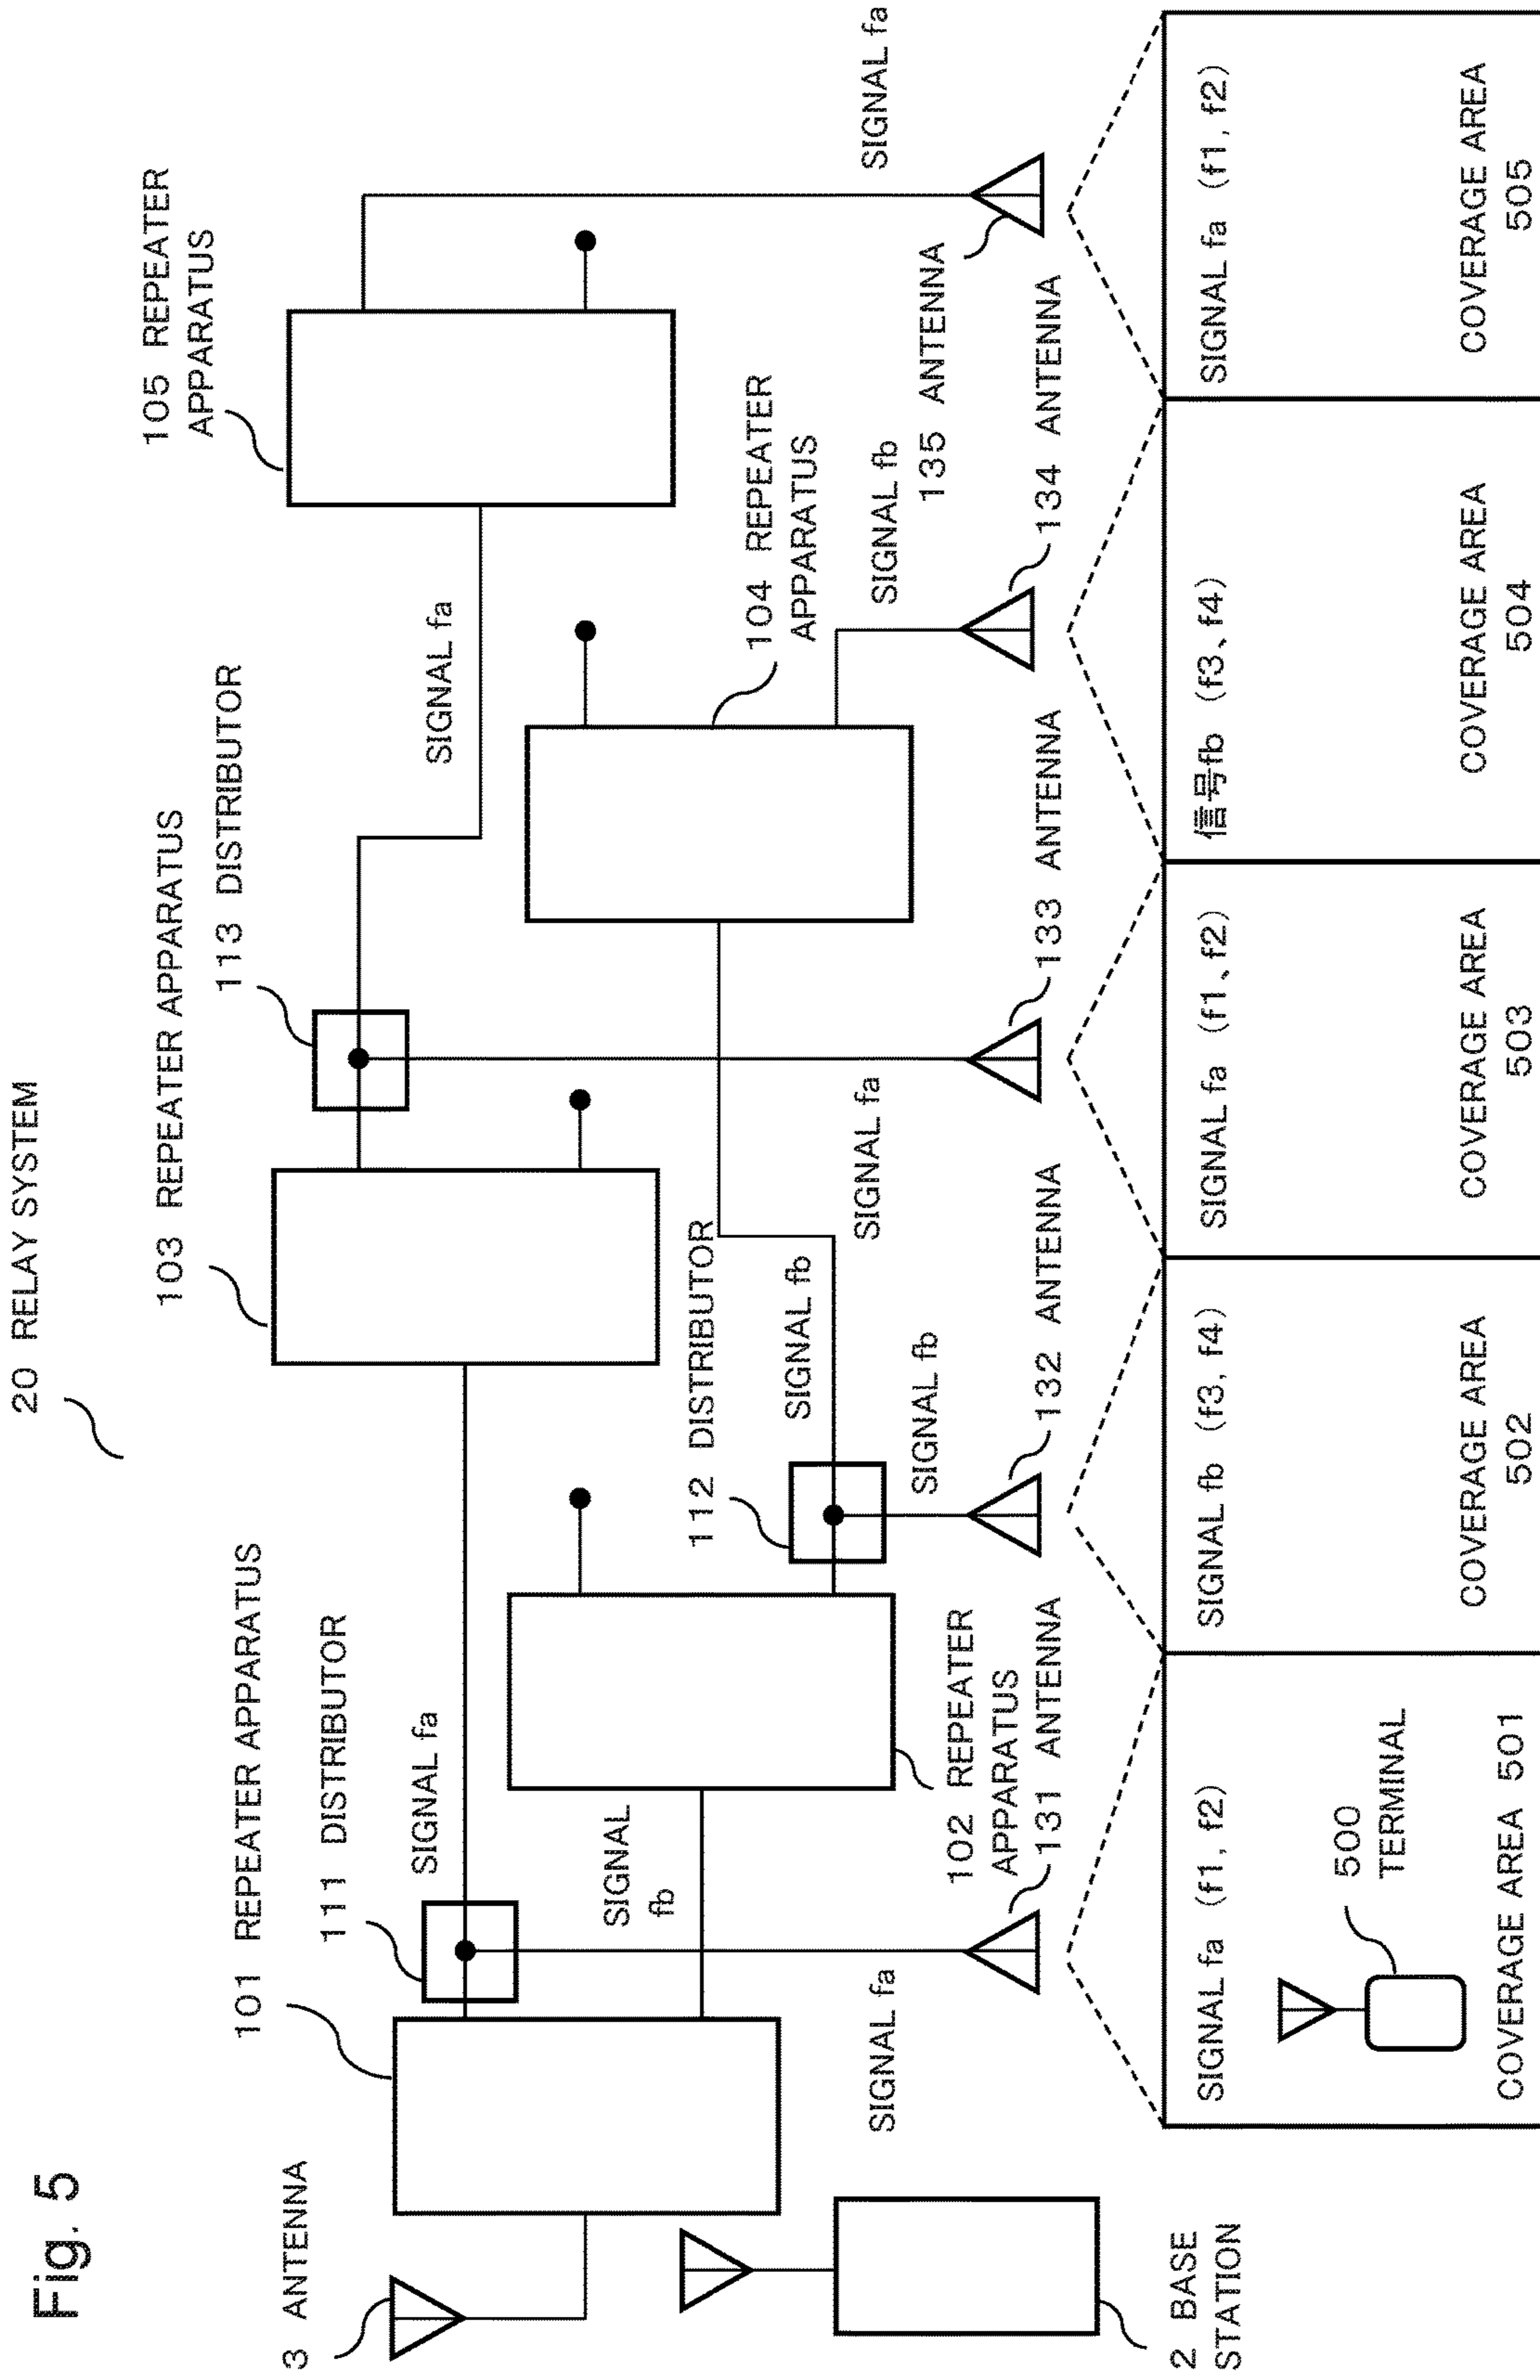 Fig. 5
20 RELAY SYSTEM
3 ANTENNA
101 REPEATER APPARATUS
111 DISTRIBUTOR
SIGNAL fa
103 REPEATER APPARATUS
113 DISTRIBUTOR
SIGNAL fa
105 REPEATER
APPARATUS
2 BASE
STATION
SIGNAL
fb
102 REPEATER
APPARATUS
112 DISTRIBUTOR
SIGNAL fb
104 REPEATER
APPARATUS
SIGNAL fa
131 ANTENNA
SIGNAL fb
132 ANTENNA
SIGNAL fa
133 ANTENNA
SIGNAL fb
134 ANTENNA
135 ANTENNA
SIGNAL fa
SIGNAL fa (f1, f2)
500
TERMINAL
COVERAGE AREA 501
SIGNAL fb (f3, f4)
COVERAGE AREA
502
SIGNAL fa (f1、f2)
COVERAGE AREA
503
信号fb (f3、f4)
COVERAGE AREA
504
SIGNAL fa (f1, f2)
COVERAGE AREA
505